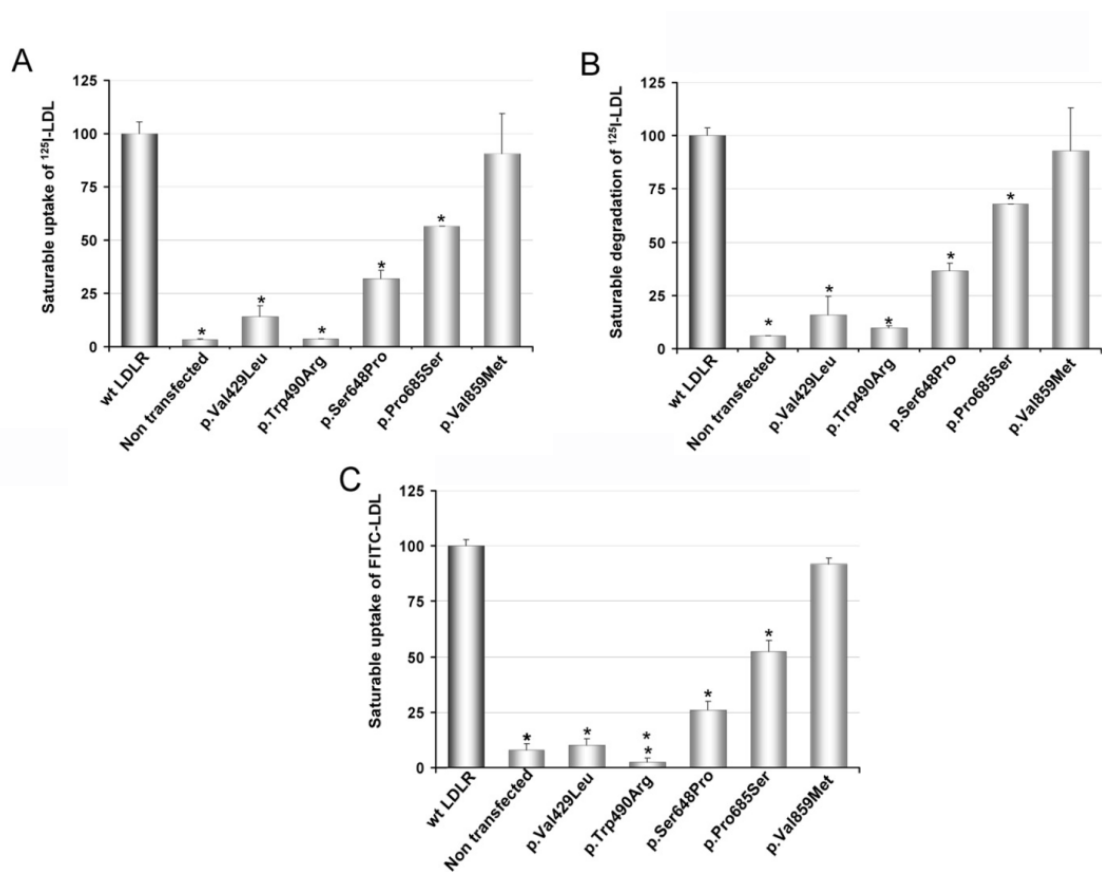 A
Saturable uptake of ¹²⁵I-LDL
125
100
75
50
25
0
*
*
*
*
*
wt LDLR
Non transfected
p.Val429Leu
p.Trp490Arg
p.Ser648Pro
p.Pro685Ser
p.Val859Met
B
Saturable degradation of ¹²⁵I-LDL
125
100
75
50
25
0
*
*
*
*
*
wt LDLR
Non transfected
p.Val429Leu
p.Trp490Arg
p.Ser648Pro
p.Pro685Ser
p.Val859Met
C
Saturable uptake of FITC-LDL
125
100
75
50
25
0
*
*
*
*
*
*
wt LDLR
Non transfected
p.Val429Leu
p.Trp490Arg
p.Ser648Pro
p.Pro685Ser
p.Val859Met